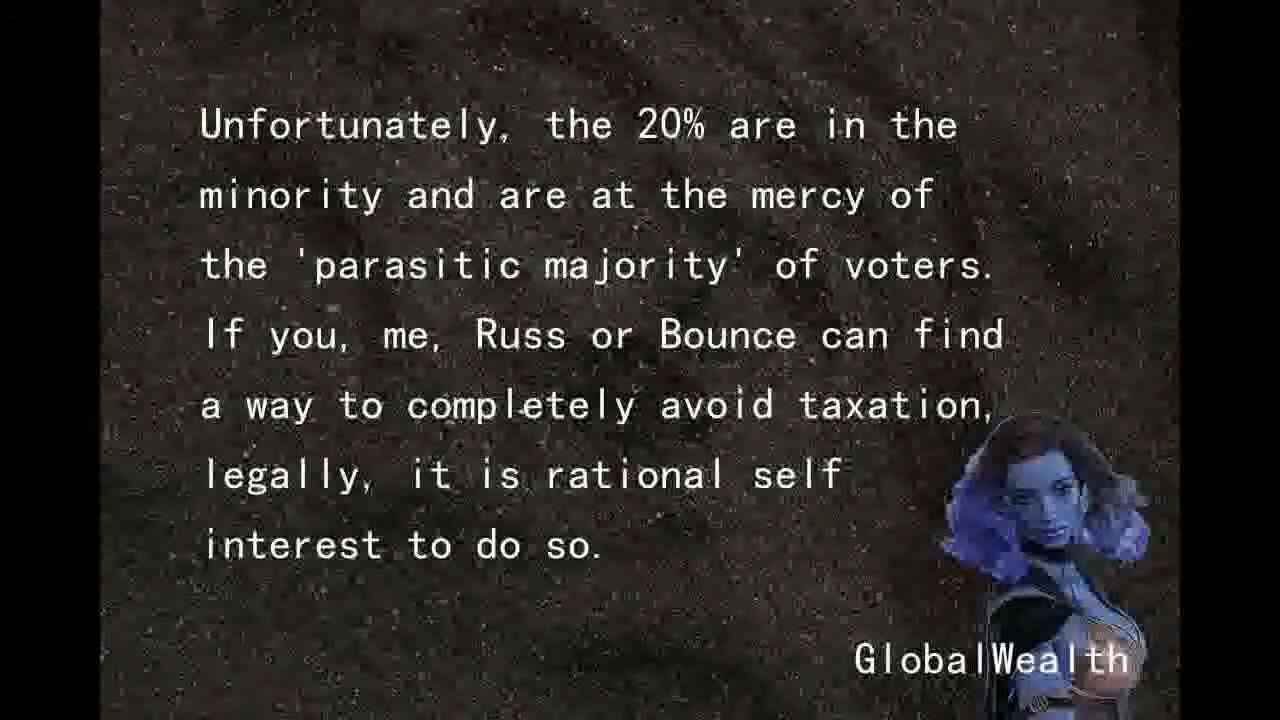 Unfortunately, the 20% are in the
minority and are at the mercy of
the 'parasitic majority' of voters.
If you, me, Russ or Bounce can find
a way to completely avoid taxation,
legally, it is rational self
interest to do so.
GlobalWealth